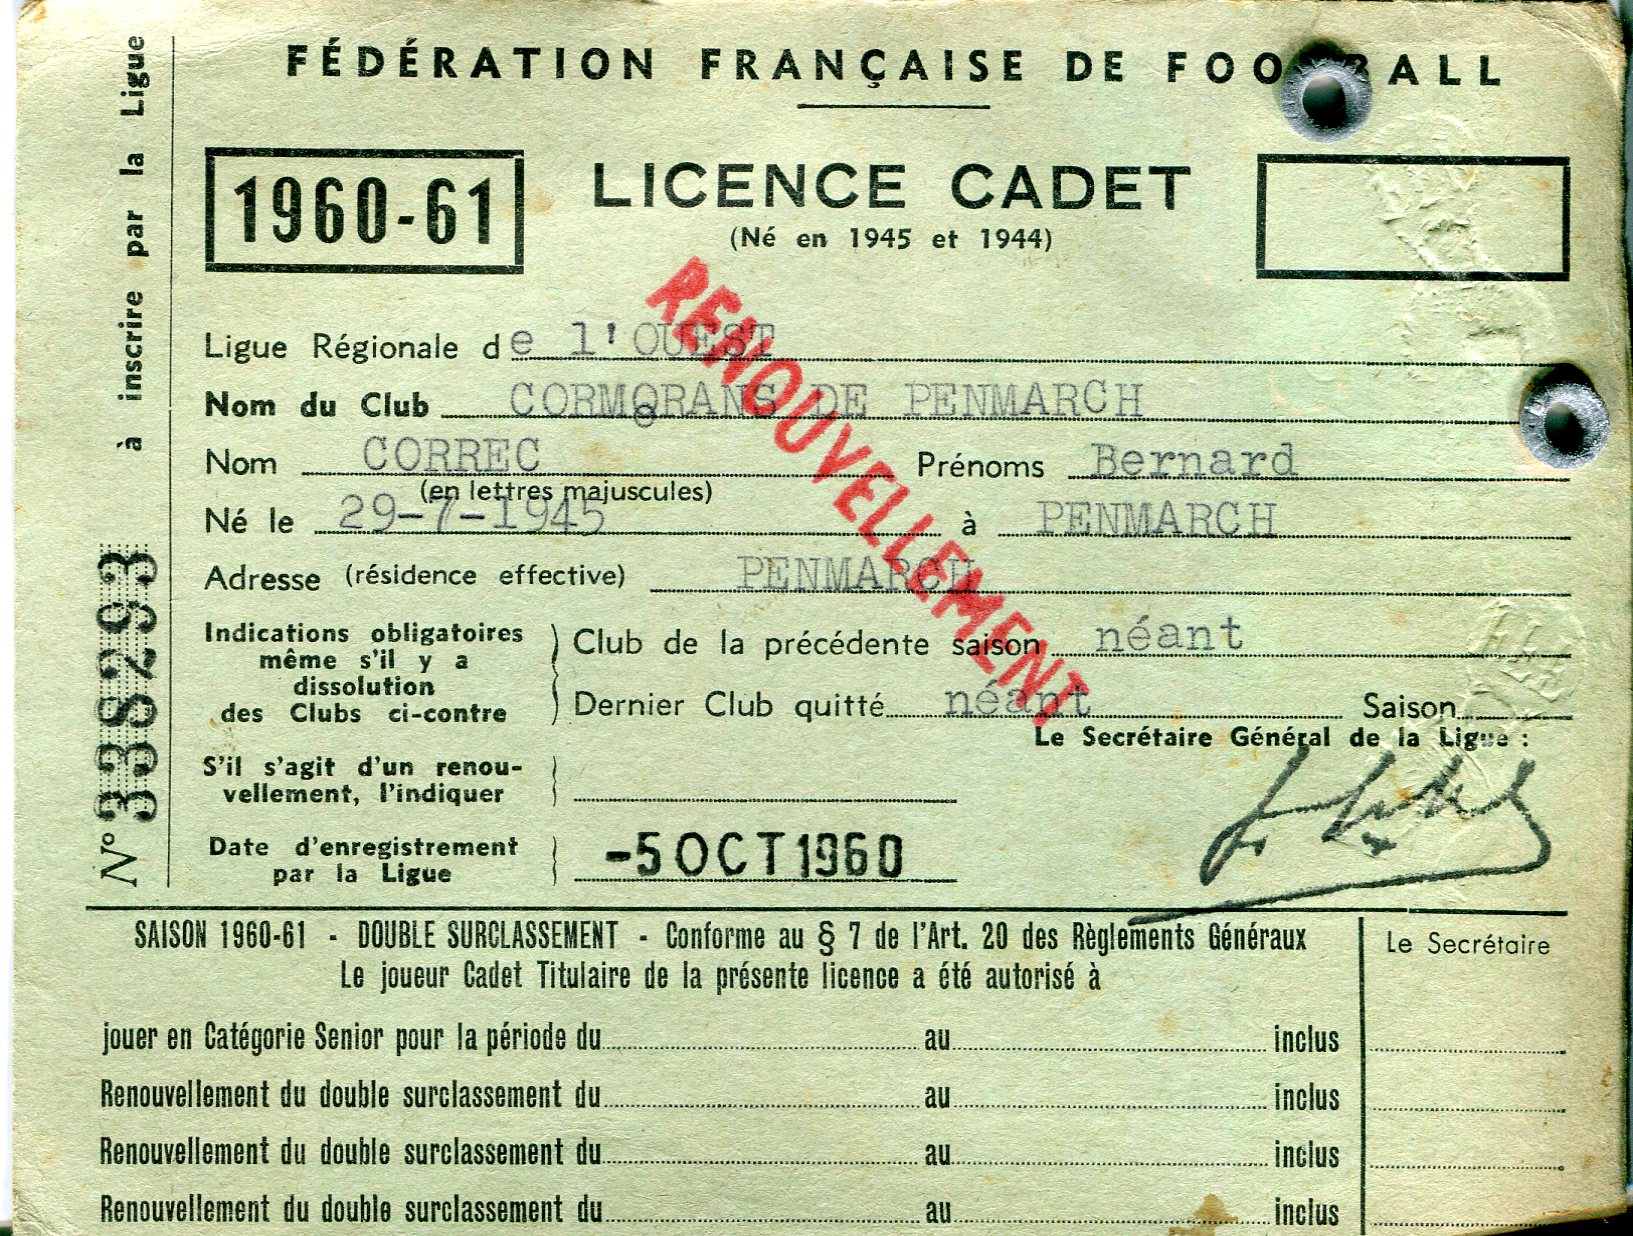 FÉDÉRATION FRANÇAISE DE FOOTBALL
1960-61
LICENCE CADET
(Né en 1945 et 1944)
RENOUVELLEMENT
Ligue Régionale de l'OUEST
Nom du Club CORMORANS DE PENMARCH
Nom CORREC Prénoms Bernard
(en lettres majuscules)
Né le 29-7-1945 à PENMARCH
Adresse (résidence effective) PENMARCH
Indications obligatoires
même s'il y a
dissolution
des Clubs ci-contre
Club de la précédente saison néant
Dernier Club quitté néant Saison
Le Secrétaire Général de la Ligue :
S'il s'agit d'un renou-
vellement, l'indiquer
Date d'enregistrement
par la Ligue
-5 OCT 1960
N° 3386293
à inscrire par la Ligue
SAISON 1960-61 - DOUBLE SURCLASSEMENT - Conforme au § 7 de l'Art. 20 des Règlements Généraux
Le joueur Cadet Titulaire de la présente licence a été autorisé à
Le Secrétaire
jouer en Catégorie Senior pour la période du au inclus
Renouvellement du double surclassement du au inclus
Renouvellement du double surclassement du au inclus
Renouvellement du double surclassement du au inclus